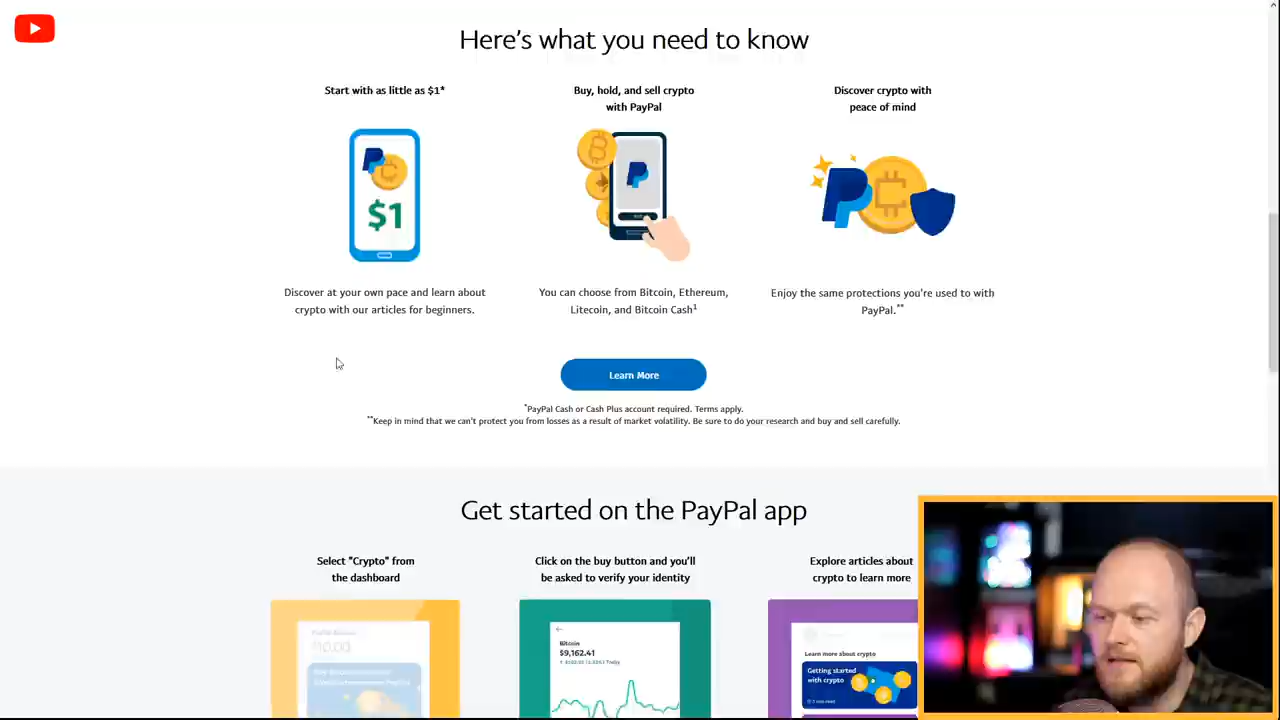 Here's what you need to know
Start with as little as $1*
Buy, hold, and sell crypto
with PayPal
Discover crypto with
peace of mind
$1
Discover at your own pace and learn about
crypto with our articles for beginners.
You can choose from Bitcoin, Ethereum,
Litecoin, and Bitcoin Cash¹
Enjoy the same protections you're used to with
PayPal.**
Learn More
*PayPal Cash or Cash Plus account required. Terms apply.
**Keep in mind that we can't protect you from losses as a result of market volatility. Be sure to do your research and buy and sell carefully.
Get started on the PayPal app
Select "Crypto" from
the dashboard
Click on the buy button and you'll
be asked to verify your identity
Explore articles about
crypto to learn more
Bitcoin
$9,162.41
Today
Learn more about crypto
Getting started
with crypto